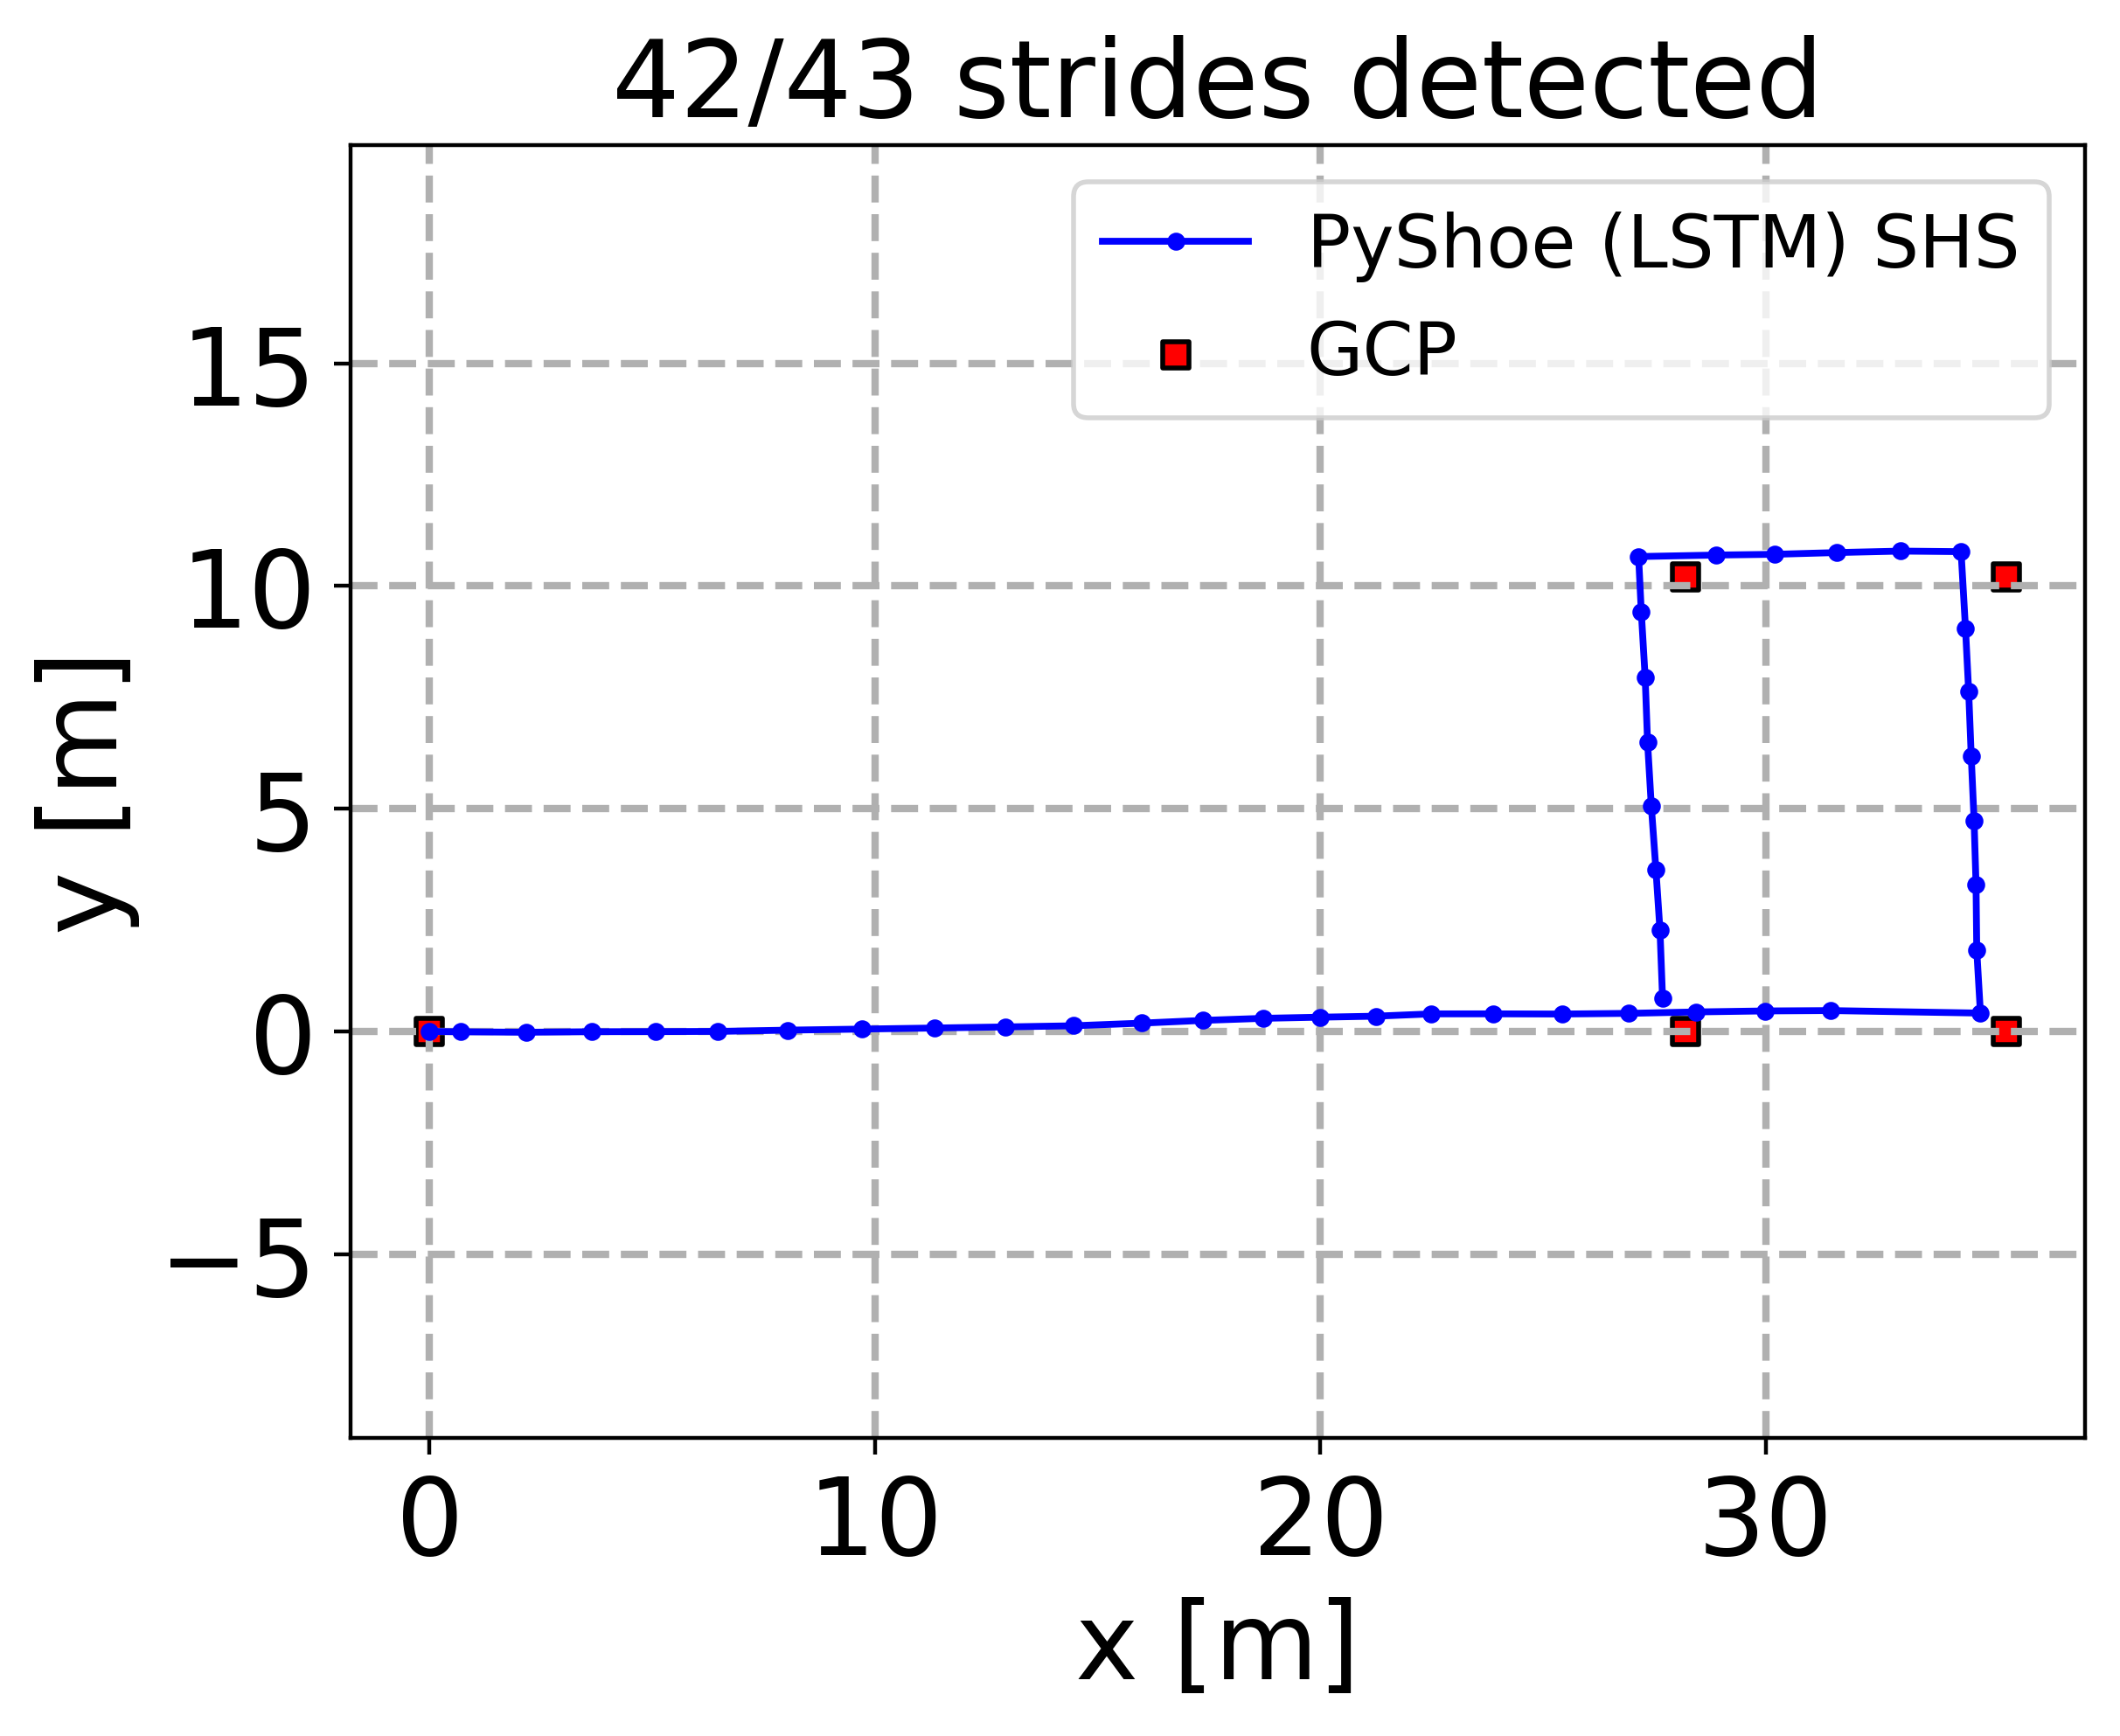 42/43 strides detected
PyShoe (LSTM) SHS
GCP
y [m]
15
10
5
0
−5
0 10 20 30
x [m]